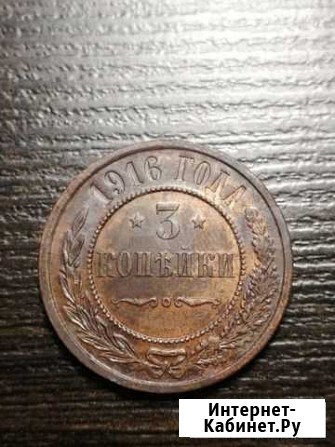 1916 ГОДА
3
КОПѢЙКИ
Интернет-
Кабинет.Ру